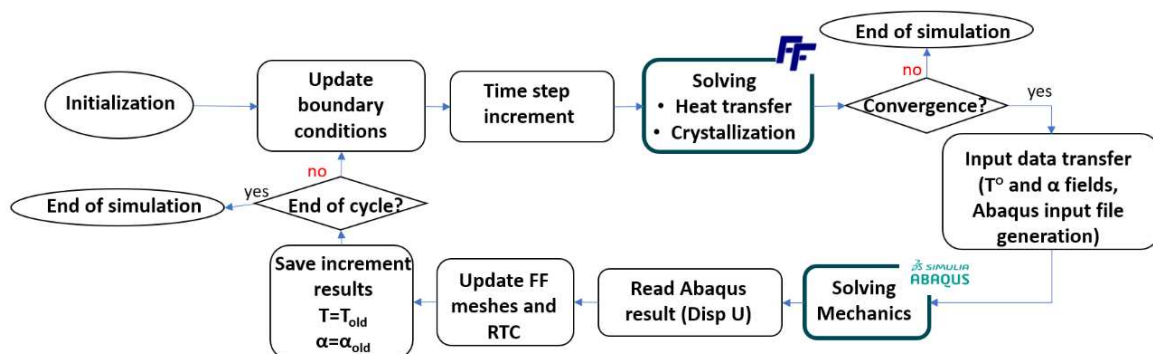 Initialization
Update
boundary
conditions
Time step
increment
FF
Solving
• Heat transfer
• Crystallization
End of simulation
no
Convergence?
yes
Input data transfer
(T° and α fields,
Abaqus input file
generation)
SIMULIA
ABAQUS
Solving
Mechanics
Read Abaqus
result (Disp U)
Update FF
meshes and
RTC
Save increment
results
T=Told
α=αold
End of cycle?
no
yes
End of simulation